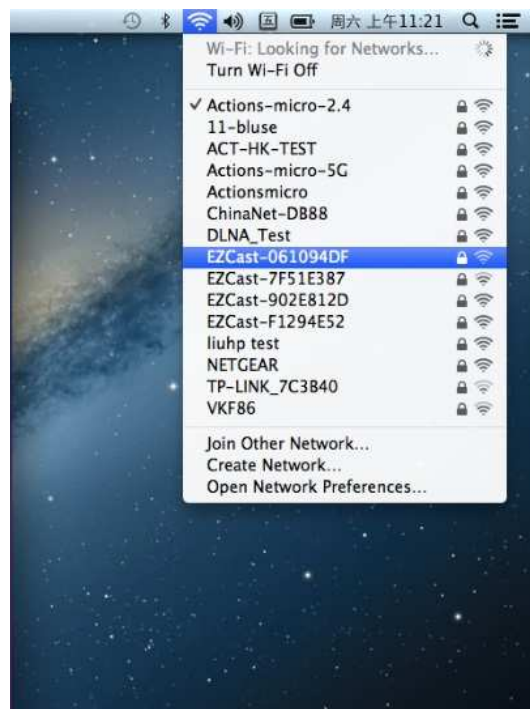 五 周六 上午11:21
Wi-Fi: Looking for Networks...
Turn Wi-Fi Off
✓ Actions-micro-2.4
11-bluse
ACT-HK-TEST
Actions-micro-5G
Actionsmicro
ChinaNet-DB88
DLNA_Test
EZCast-061094DF
EZCast-7F51E387
EZCast-902E812D
EZCast-F1294E52
liuhp test
NETGEAR
TP-LINK_7C3B40
VKF86
Join Other Network...
Create Network...
Open Network Preferences...